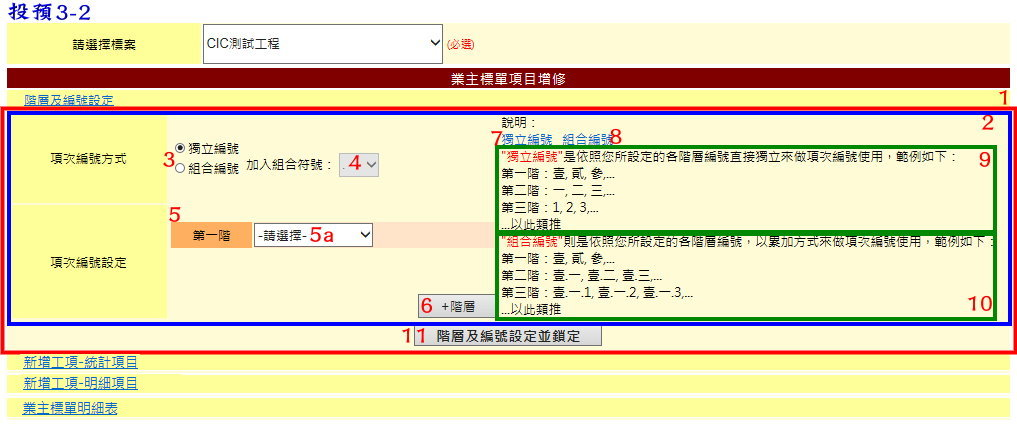 投預3-2
請選擇標案 CIC測試工程 (必選)
業主標單項目增修
階層及編號設定 1
說明： 2
7 獨立編號 組合編號 8
項次編號方式 3 獨立編號
組合編號 加入組合符號： . 4
"獨立編號"是依照您所設定的各階層編號直接獨立來做項次編號使用，範例如下： 9
第一階：壹, 貳, 參,...
第二階：一, 二, 三,...
第三階：1, 2, 3,...
...以此類推
項次編號設定 5
第一階 -請選擇- 5a
6 +階層
"組合編號"則是依照您所設定的各階層編號，以累加方式來做項次編號使用，範例如下：
第一階：壹, 貳, 參,...
第二階：壹.一, 壹.二, 壹.三,...
第三階：壹.一.1, 壹.一.2, 壹.一.3,...
...以此類推 10
11 階層及編號設定並鎖定
新增工項-統計項目
新增工項-明細項目
業主標單明細表